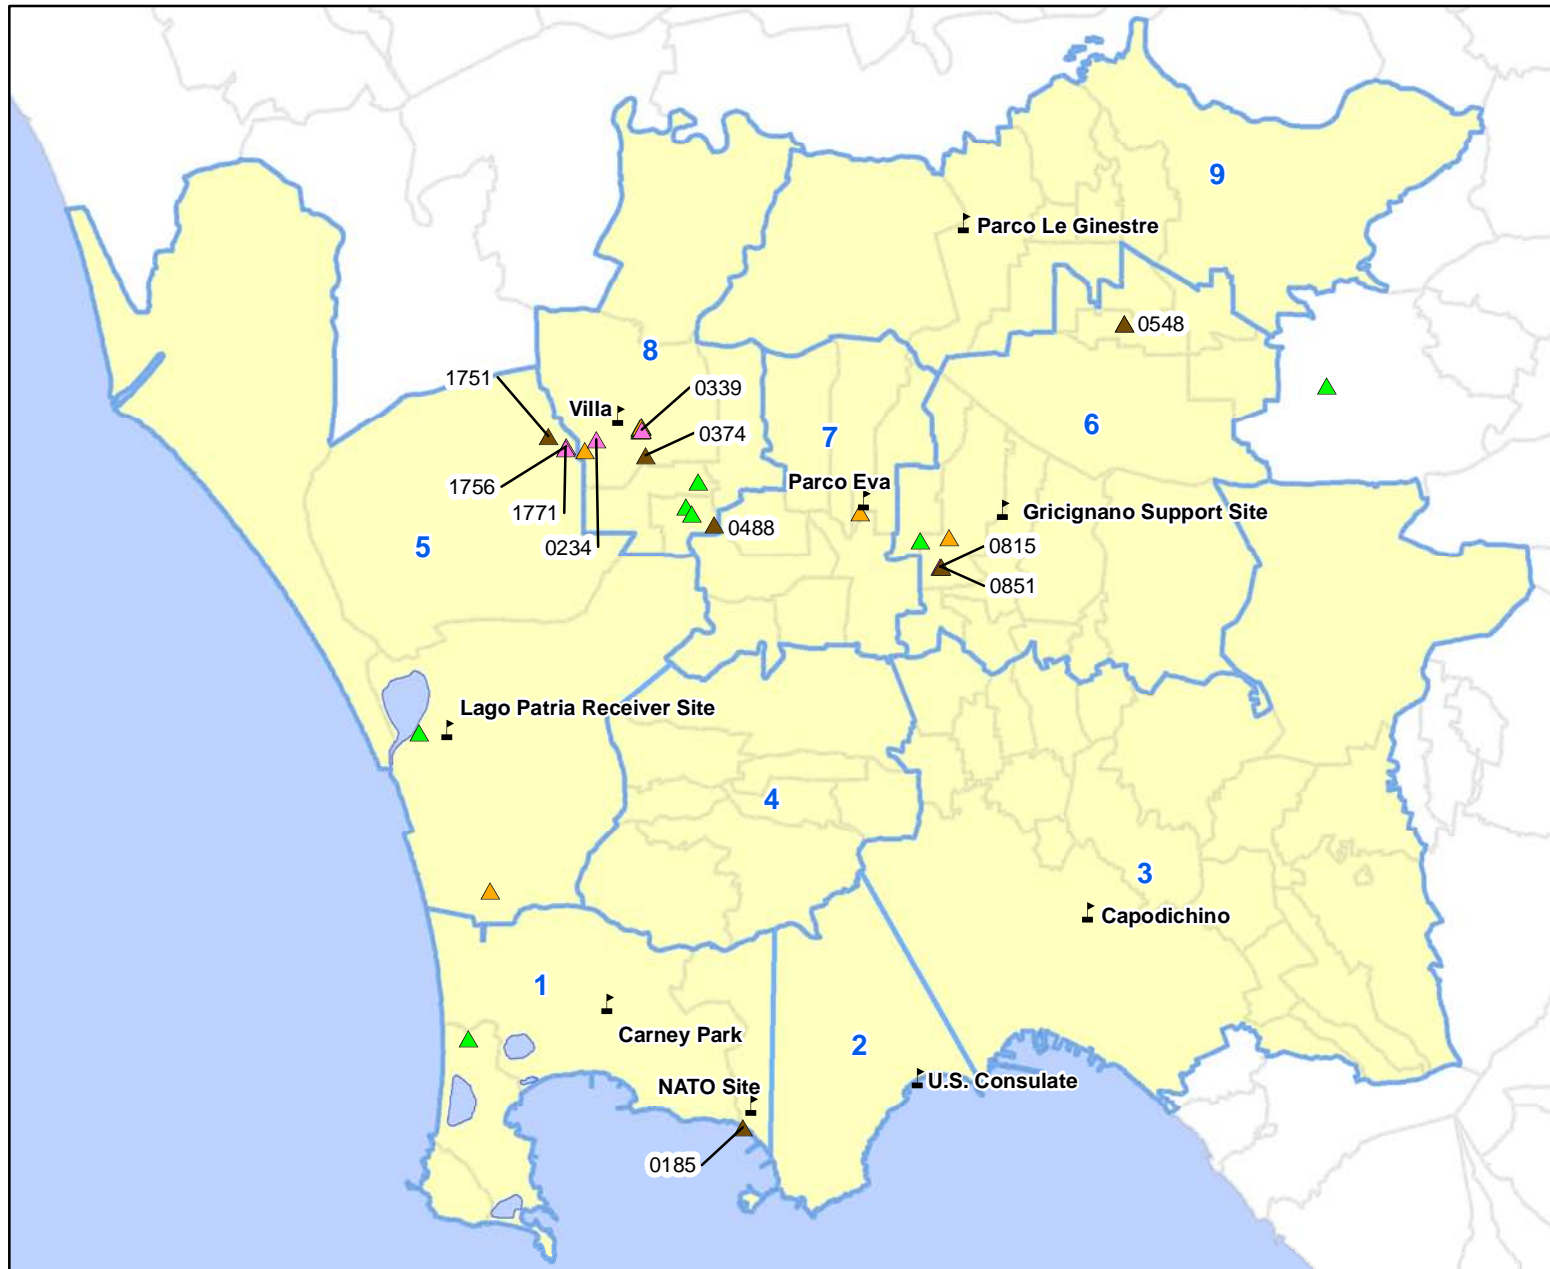 9
Parco Le Ginestre
0548
8
1751
0339
Villa
0374
7
6
Parco Eva
1756
1771
Gricignano Support Site
0488
5
0234
0815
0851
Lago Patria Receiver Site
4
3
Capodichino
1
Carney Park
2
NATO Site
U.S. Consulate
0185